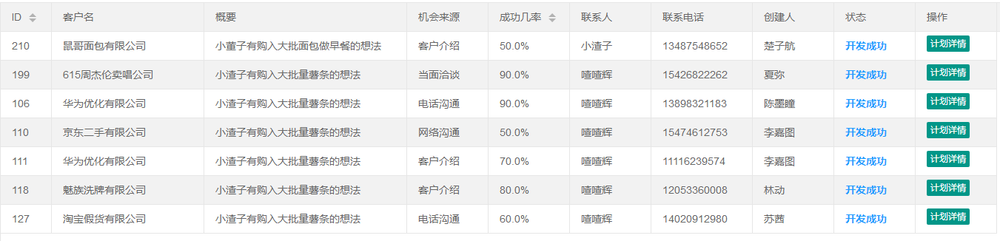 ID 客户名 概要 机会来源 成功几率 联系人 联系电话 创建人 状态 操作
210 鼠哥面包有限公司 小董子有购入大批面包做早餐的想法 客户介绍 50.0% 小渣子 13487548652 楚子航 开发成功 计划详情
199 615周杰伦卖唱公司 小渣子有购入大批量薯条的想法 当面洽谈 90.0% 喳喳辉 15426822262 夏弥 开发成功 计划详情
106 华为优化有限公司 小渣子有购入大批量薯条的想法 电话沟通 90.0% 喳喳辉 13898321183 陈墨瞳 开发成功 计划详情
110 京东二手有限公司 小渣子有购入大批量薯条的想法 网络沟通 50.0% 喳喳辉 15474612753 李嘉图 开发成功 计划详情
111 华为优化有限公司 小渣子有购入大批量薯条的想法 客户介绍 70.0% 喳喳辉 11116239574 李嘉图 开发成功 计划详情
118 魅族洗牌有限公司 小渣子有购入大批量薯条的想法 客户介绍 80.0% 喳喳辉 12053360008 林动 开发成功 计划详情
127 淘宝假货有限公司 小渣子有购入大批量薯条的想法 电话沟通 60.0% 喳喳辉 14020912980 苏茜 开发成功 计划详情